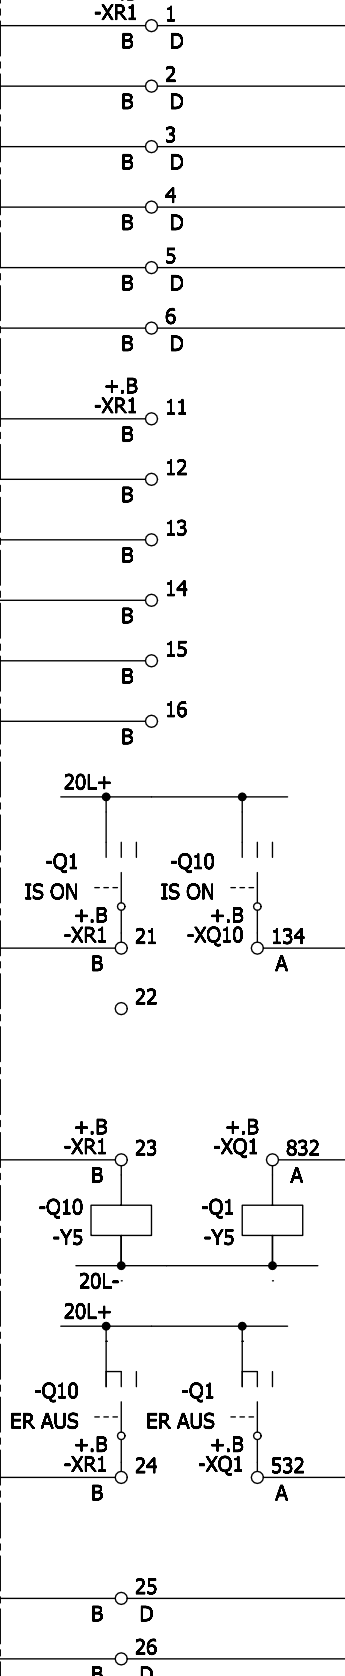 -XR1 1
B D
2
B D
3
B D
4
B D
5
B D
6
B D
+.B
-XR1 11
B
12
B
13
B
14
B
15
B
16
B
20L+
-Q1 -Q10
IS ON IS ON
+.B +.B
-XR1 21 -XQ10 134
B A
22
+.B +.B
-XR1 23 -XQ1 832
B A
-Q10 -Q1
-Y5 -Y5
20L-
20L+
-Q10 -Q1
ER AUS ER AUS
+.B +.B
-XR1 24 -XQ1 532
B A
25
B D
26
B D